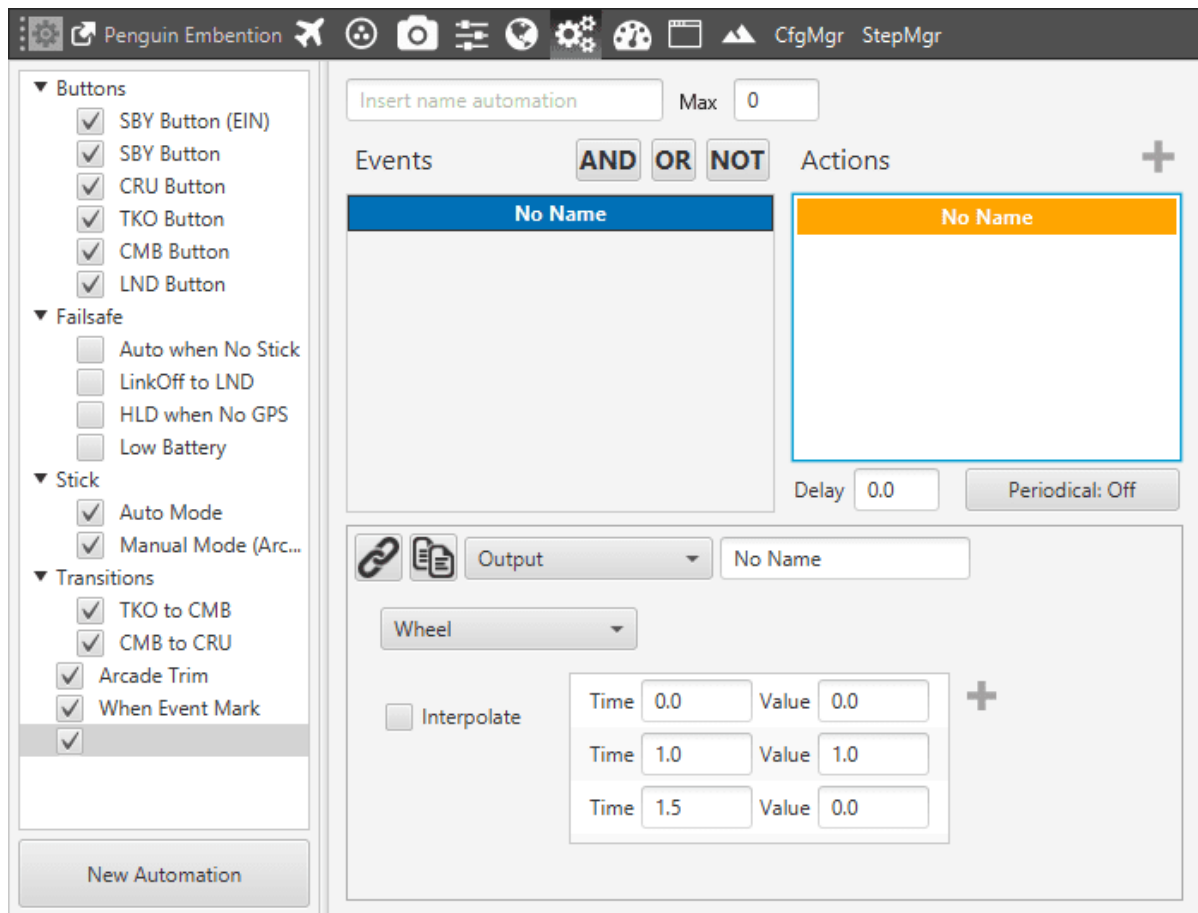 Penguin Embention CfgMgr StepMgr
Buttons
SBY Button (EIN)
SBY Button
CRU Button
TKO Button
CMB Button
LND Button
Failsafe
Auto when No Stick
LinkOff to LND
HLD when No GPS
Low Battery
Stick
Auto Mode
Manual Mode (Arc...
Transitions
TKO to CMB
CMB to CRU
Arcade Trim
When Event Mark
New Automation
Insert name automation Max 0
Events AND OR NOT Actions
No Name
No Name
Delay 0.0 Periodical: Off
Output No Name
Wheel
Interpolate
Time 0.0 Value 0.0
Time 1.0 Value 1.0
Time 1.5 Value 0.0